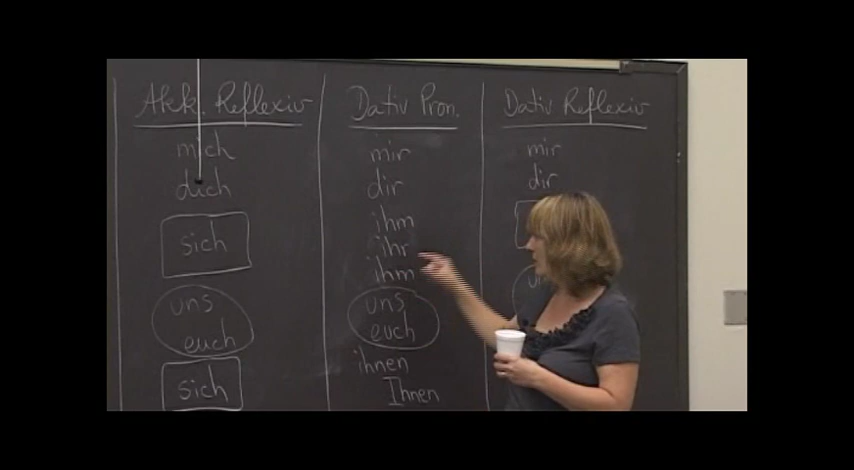 Akk. Reflexiv
mich
dich
sich
uns
euch
sich
Dativ Pron.
mir
dir
ihm
ihr
ihm
uns
euch
ihnen
Ihnen
Dativ Reflexiv
mir
dir